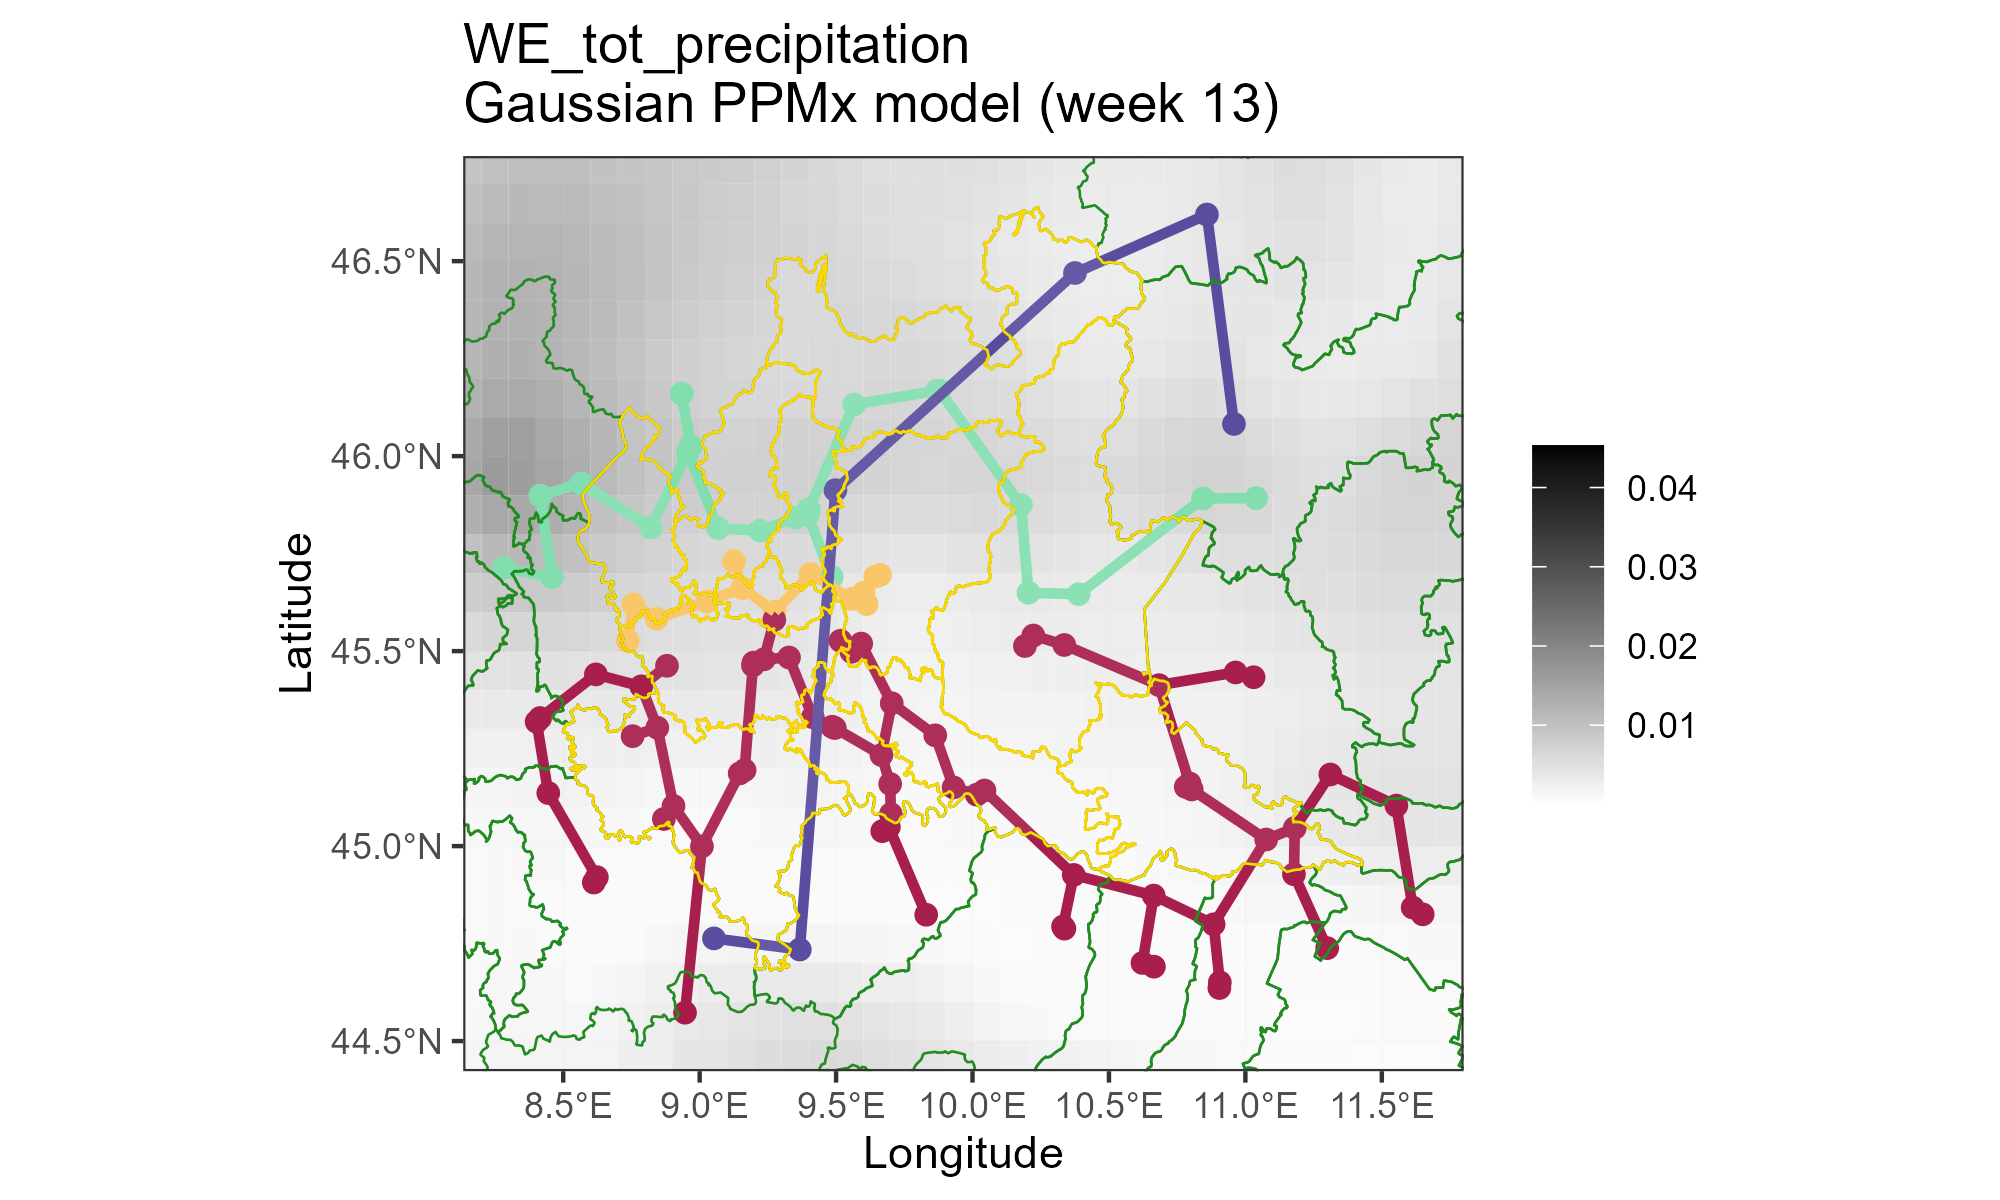 WE_tot_precipitation
Gaussian PPMx model (week 13)
46.5°N
46.0°N
45.5°N
45.0°N
44.5°N
Latitude
8.5°E
9.0°E
9.5°E
10.0°E
10.5°E
11.0°E
11.5°E
Longitude
0.04
0.03
0.02
0.01